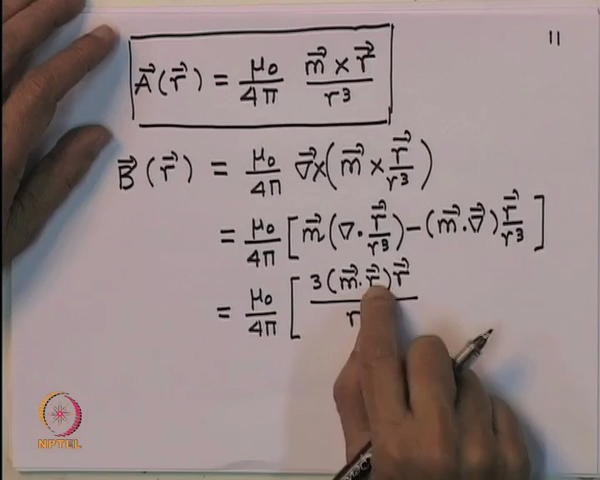 11
A⃗(r⃗) = μ₀/4π m⃗ × r⃗/r³
B⃗(r⃗) = μ₀/4π ∇⃗×(m⃗ × r⃗/r³)
= μ₀/4π [m⃗(∇·r⃗/r³) − (m⃗·∇⃗)r⃗/r³]
= μ₀/4π [3(m⃗·r⃗)r⃗/r
NPTEL